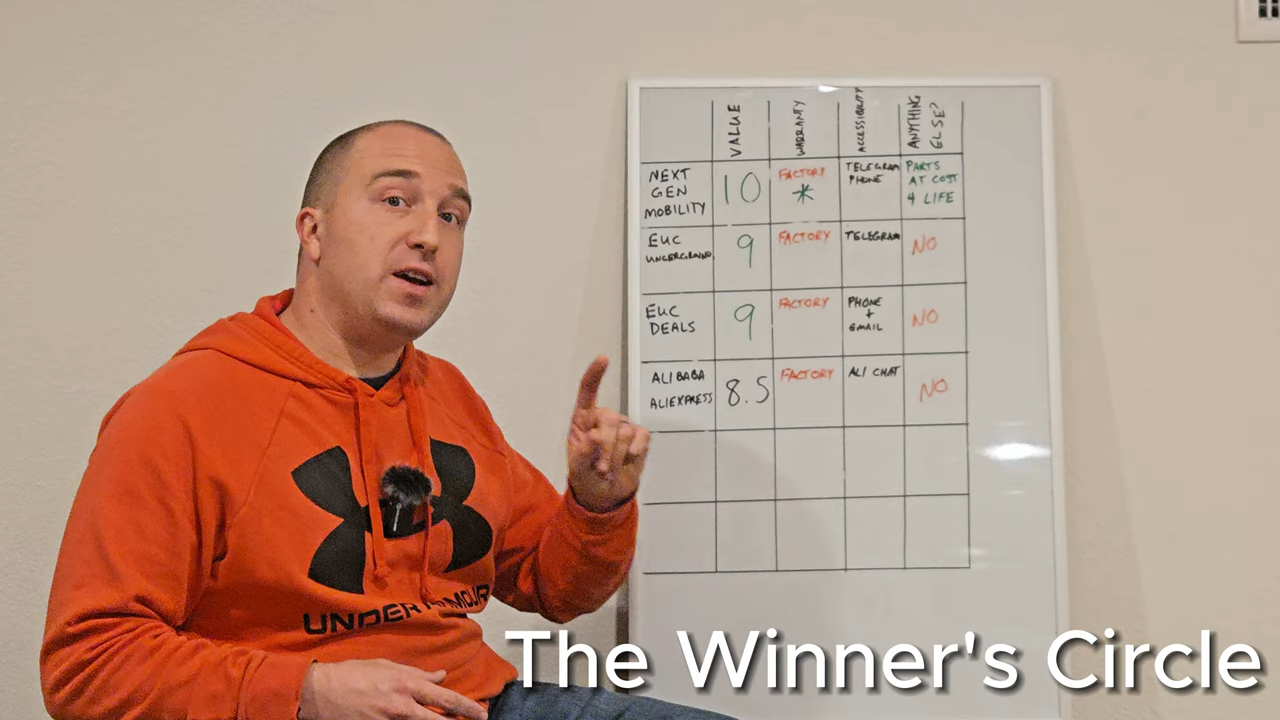 VALUE
WARRANTY
ACCESSIBILITY
ANYTHING
ELSE?
NEXT
GEN
MOBILITY
10
FACTORY
*
TELEGRAM
PHONE
PARTS
AT COST
4 LIFE
EUC
UNDERGROUND
9
FACTORY
TELEGRAM
NO
EUC
DEALS
9
FACTORY
PHONE
+
EMAIL
NO
ALIBABA
ALIEXPRESS
8.5
FACTORY
ALI CHAT
NO
UNDER ARMOUR
The Winner's Circle